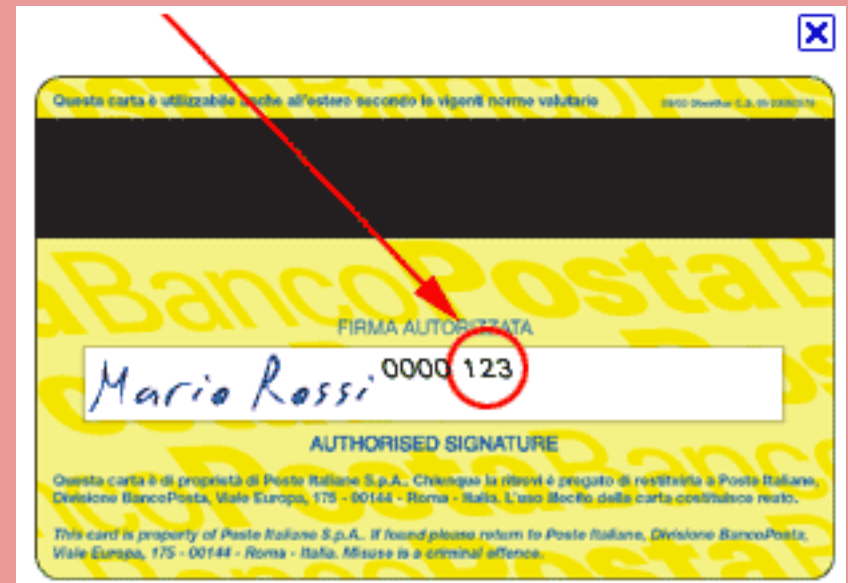 Questa carta è utilizzabile anche all'estero secondo le vigenti norme valutarie
BancoPosta
FIRMA AUTORIZZATA
Mario Rossi 0000 123
AUTHORISED SIGNATURE
Questa carta è di proprietà di Poste Italiane S.p.A.. Chiunque la ritrovi è pregato di restituirla a Poste Italiane,
Divisione BancoPosta, Viale Europa, 175 - 00144 - Roma - Italia. L'uso illecito della carta costituisce reato.
This card is property of Poste Italiane S.p.A.. If found please return to Poste Italiane, Divisione BancoPosta,
Viale Europa, 175 - 00144 - Roma - Italia. Misuse is a criminal offence.